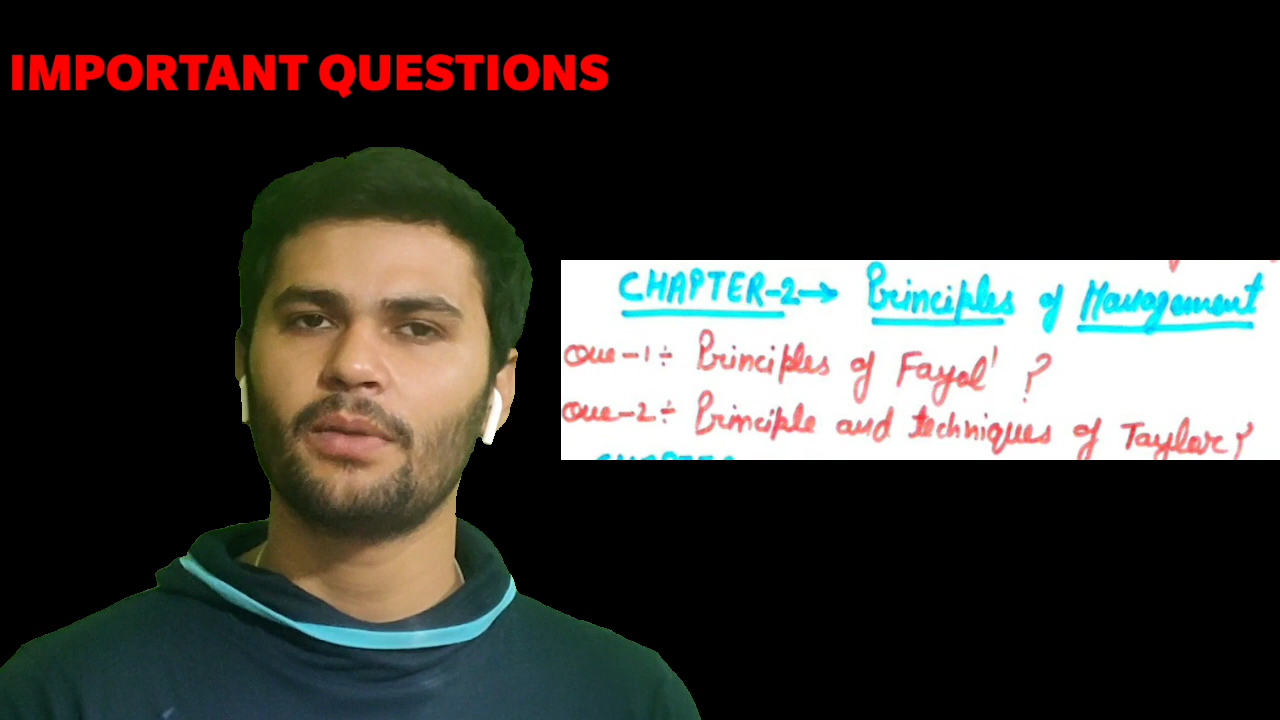 IMPORTANT QUESTIONS
CHAPTER-2→ Principles of Management
Que-1÷ Principles of Fayol' ?
Que-2÷ Principle and techniques of Taylor?